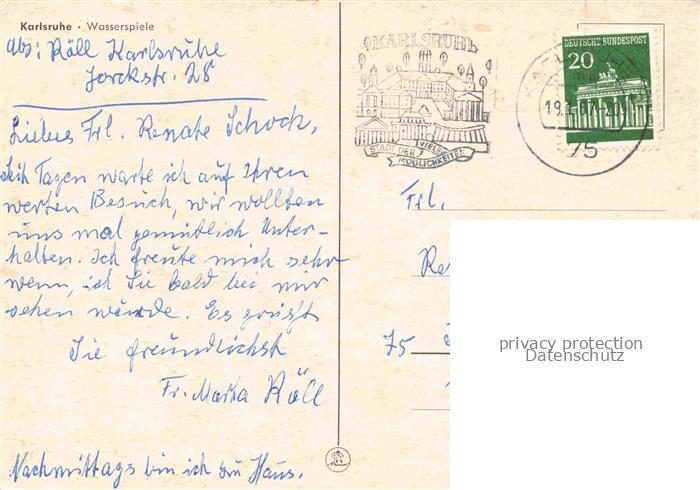 Karlsruhe · Wasserspiele
abs: Röll Karlsruhe
Jorckstr. 28
Liebes Frl. Renate Schoch,
Seit Tagen warte ich auf Ihren
werten Besuch, wir wollten
uns mal gemütlich Unter-
halten. Ich freute mich sehr
wenn, ich Sie bald bei mir
sehen würde. Es grüßt
Sie freundlichst
Fr. Marta Röll
Nachmittags bin ich zu Haus.
KARLSRUHE
STADT DER VIELEN
MÖGLICHKEITEN
DEUTSCHE BUNDESPOST
20
75
Frl.
Re
75
privacy protection
Datenschutz